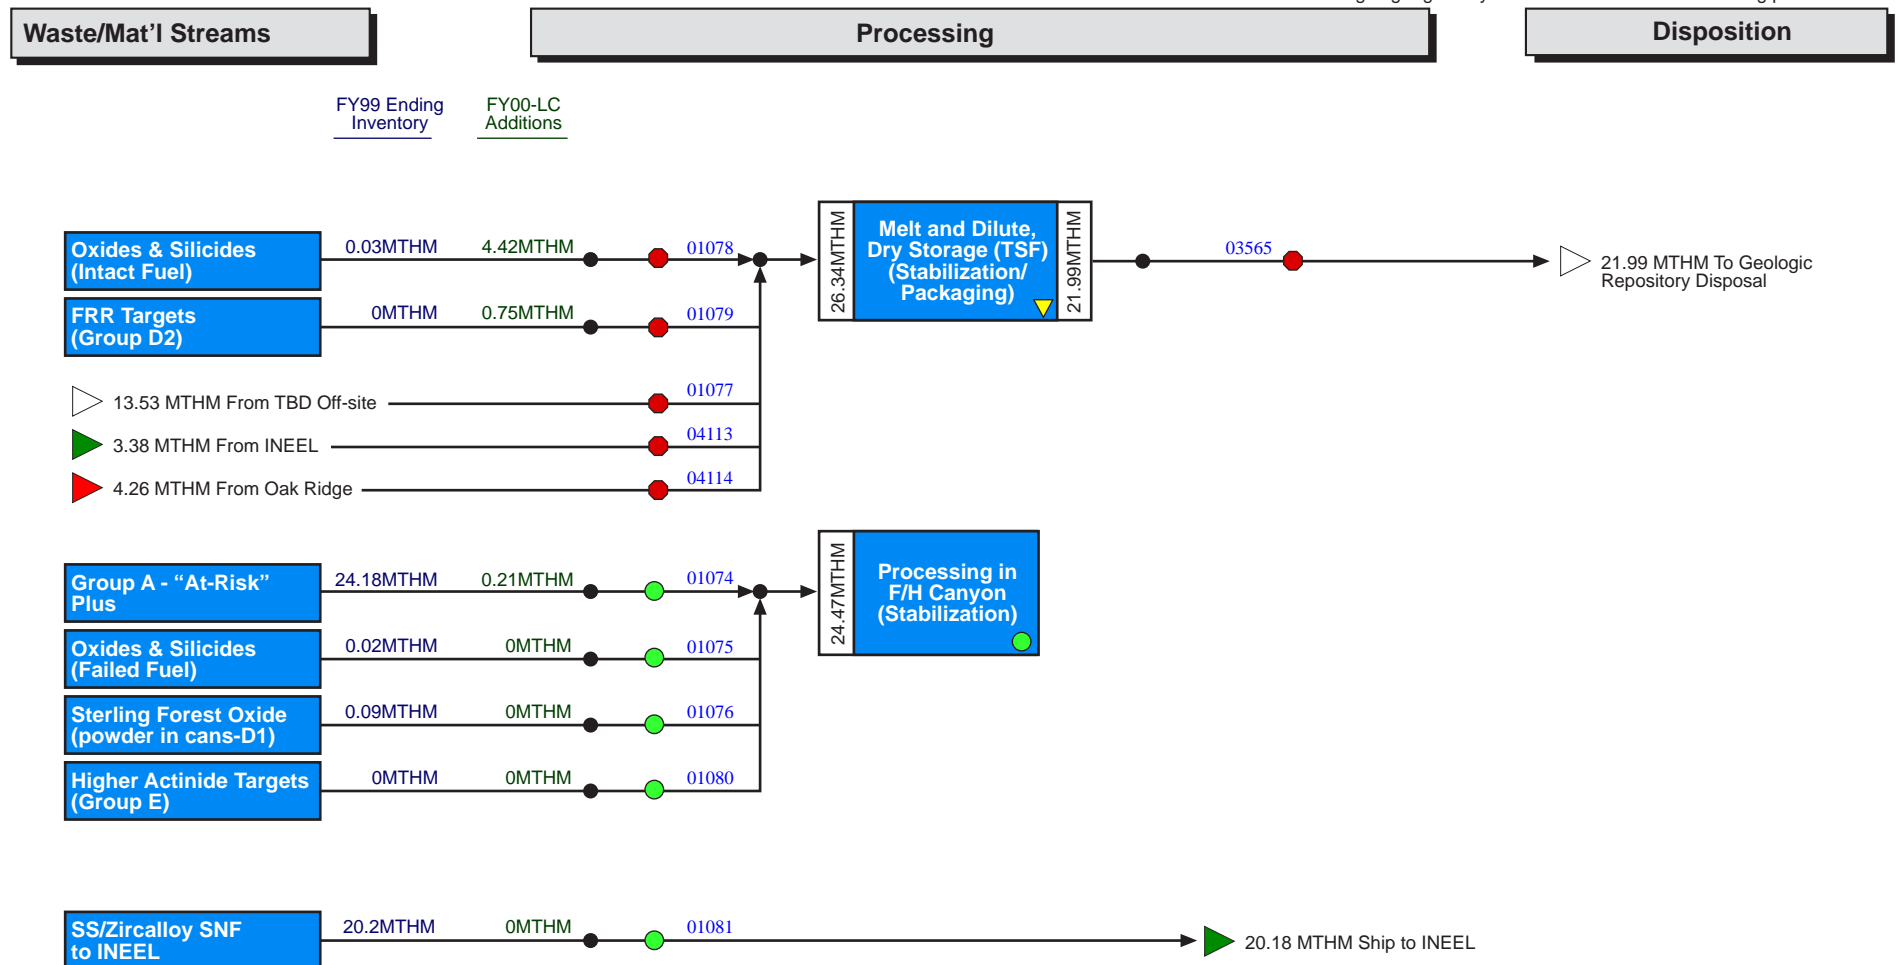 Waste/Mat'l Streams
Processing
Disposition
FY99 Ending
Inventory
FY00-LC
Additions
Oxides & Silicides
(Intact Fuel)
0.03MTHM
4.42MTHM
01078
26.34MTHM
Melt and Dilute,
Dry Storage (TSF)
(Stabilization/
Packaging)
21.99MTHM
03565
21.99 MTHM To Geologic
Repository Disposal
FRR Targets
(Group D2)
0MTHM
0.75MTHM
01079
13.53 MTHM From TBD Off-site
01077
3.38 MTHM From INEEL
04113
4.26 MTHM From Oak Ridge
04114
Group A - “At-Risk”
Plus
24.18MTHM
0.21MTHM
01074
24.47MTHM
Processing in
F/H Canyon
(Stabilization)
Oxides & Silicides
(Failed Fuel)
0.02MTHM
0MTHM
01075
Sterling Forest Oxide
(powder in cans-D1)
0.09MTHM
0MTHM
01076
Higher Actinide Targets
(Group E)
0MTHM
0MTHM
01080
SS/Zircalloy SNF
to INEEL
20.2MTHM
0MTHM
01081
20.18 MTHM Ship to INEEL